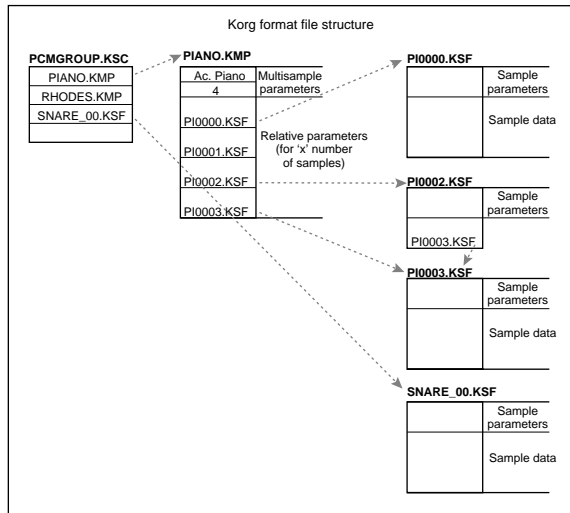 Korg format file structure
PCMGROUP.KSC
PIANO.KMP
RHODES.KMP
SNARE_00.KSF
PIANO.KMP
Ac. Piano
4
Multisample
parameters
PI0000.KSF
PI0001.KSF
PI0002.KSF
PI0003.KSF
Relative parameters
(for ‘x’ number
of samples)
PI0000.KSF
Sample
parameters
Sample data
PI0002.KSF
Sample
parameters
PI0003.KSF
PI0003.KSF
Sample
parameters
Sample data
SNARE_00.KSF
Sample
parameters
Sample data